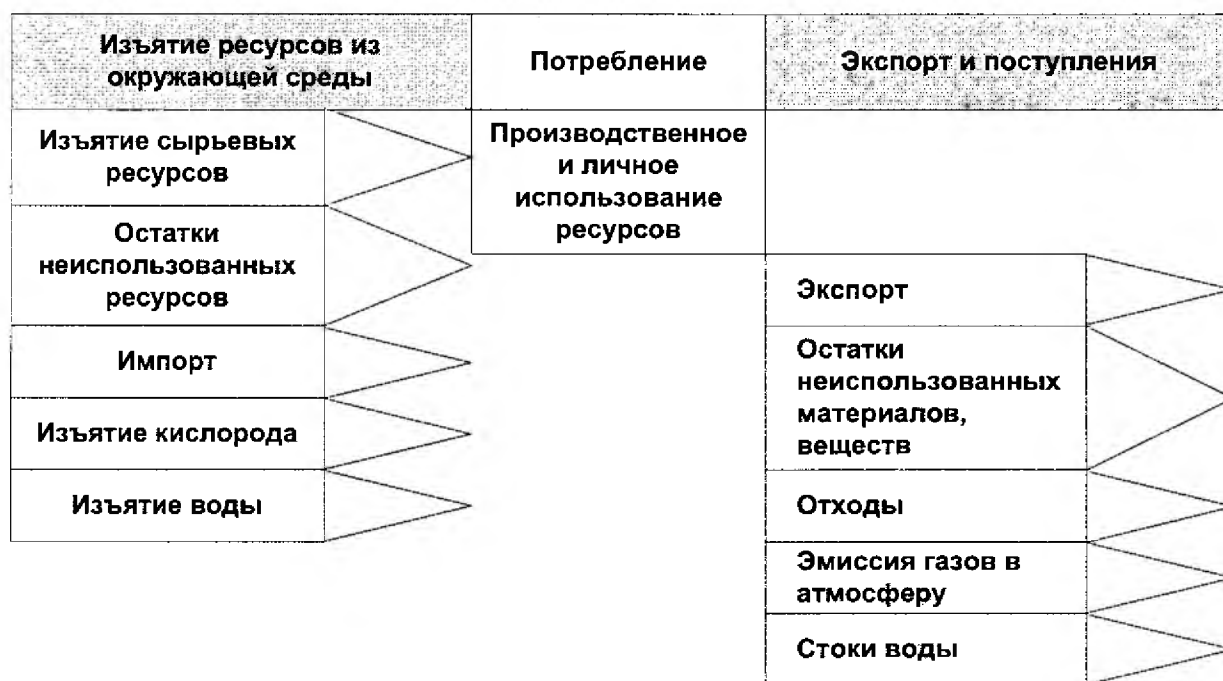 Изъятие ресурсов из
окружающей среды
Потребление
Экспорт и поступления
Изъятие сырьевых
ресурсов
Производственное
и личное
использование
ресурсов
Остатки
неиспользованных
ресурсов
Импорт
Изъятие кислорода
Изъятие воды
Экспорт
Остатки
неиспользованных
материалов,
веществ
Отходы
Эмиссия газов в
атмосферу
Стоки воды